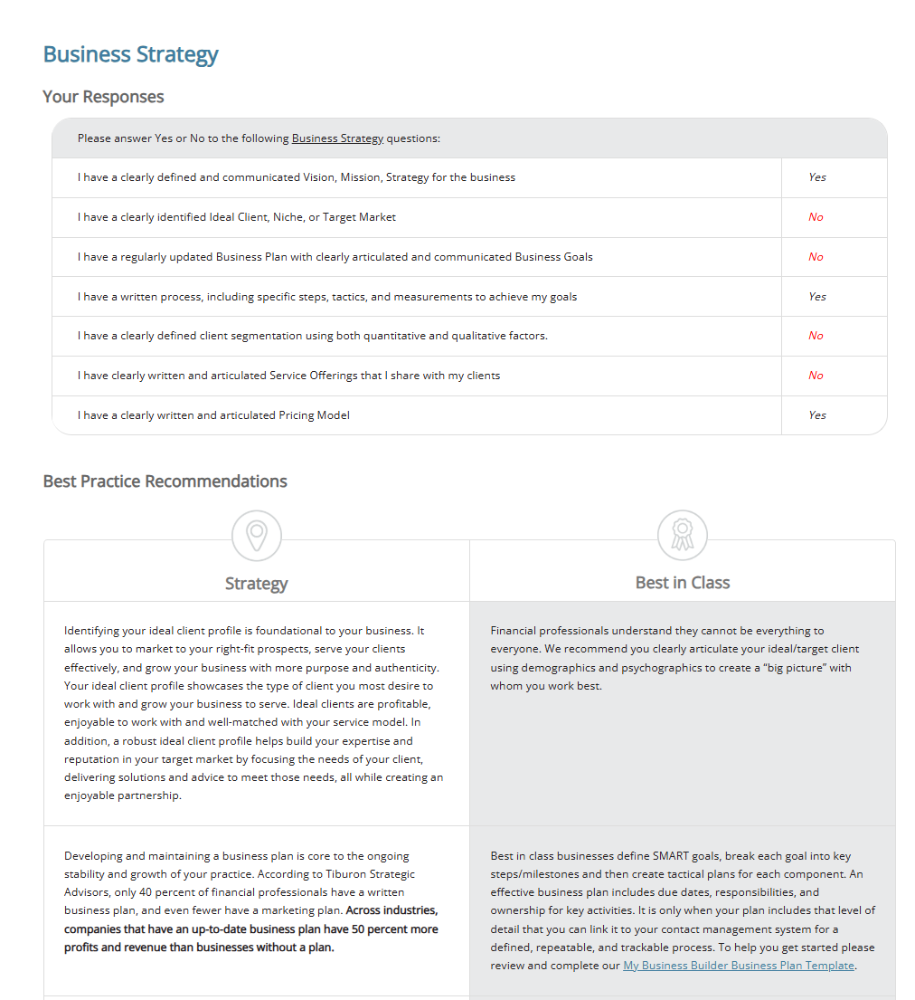 Business Strategy
Your Responses
Please answer Yes or No to the following Business Strategy questions:
I have a clearly defined and communicated Vision, Mission, Strategy for the business Yes
I have a clearly identified Ideal Client, Niche, or Target Market No
I have a regularly updated Business Plan with clearly articulated and communicated Business Goals No
I have a written process, including specific steps, tactics, and measurements to achieve my goals Yes
I have a clearly defined client segmentation using both quantitative and qualitative factors. No
I have clearly written and articulated Service Offerings that I share with my clients No
I have a clearly written and articulated Pricing Model Yes
Best Practice Recommendations
Strategy
Best in Class
Identifying your ideal client profile is foundational to your business. It
allows you to market to your right-fit prospects, serve your clients
effectively, and grow your business with more purpose and authenticity.
Your ideal client profile showcases the type of client you most desire to
work with and grow your business to serve. Ideal clients are profitable,
enjoyable to work with and well-matched with your service model. In
addition, a robust ideal client profile helps build your expertise and
reputation in your target market by focusing the needs of your client,
delivering solutions and advice to meet those needs, all while creating an
enjoyable partnership.
Financial professionals understand they cannot be everything to
everyone. We recommend you clearly articulate your ideal/target client
using demographics and psychographics to create a “big picture” with
whom you work best.
Developing and maintaining a business plan is core to the ongoing
stability and growth of your practice. According to Tiburon Strategic
Advisors, only 40 percent of financial professionals have a written
business plan, and even fewer have a marketing plan. Across industries,
companies that have an up-to-date business plan have 50 percent more
profits and revenue than businesses without a plan.
Best in class businesses define SMART goals, break each goal into key
steps/milestones and then create tactical plans for each component. An
effective business plan includes due dates, responsibilities, and
ownership for key activities. It is only when your plan includes that level of
detail that you can link it to your contact management system for a
defined, repeatable, and trackable process. To help you get started please
review and complete our My Business Builder Business Plan Template.